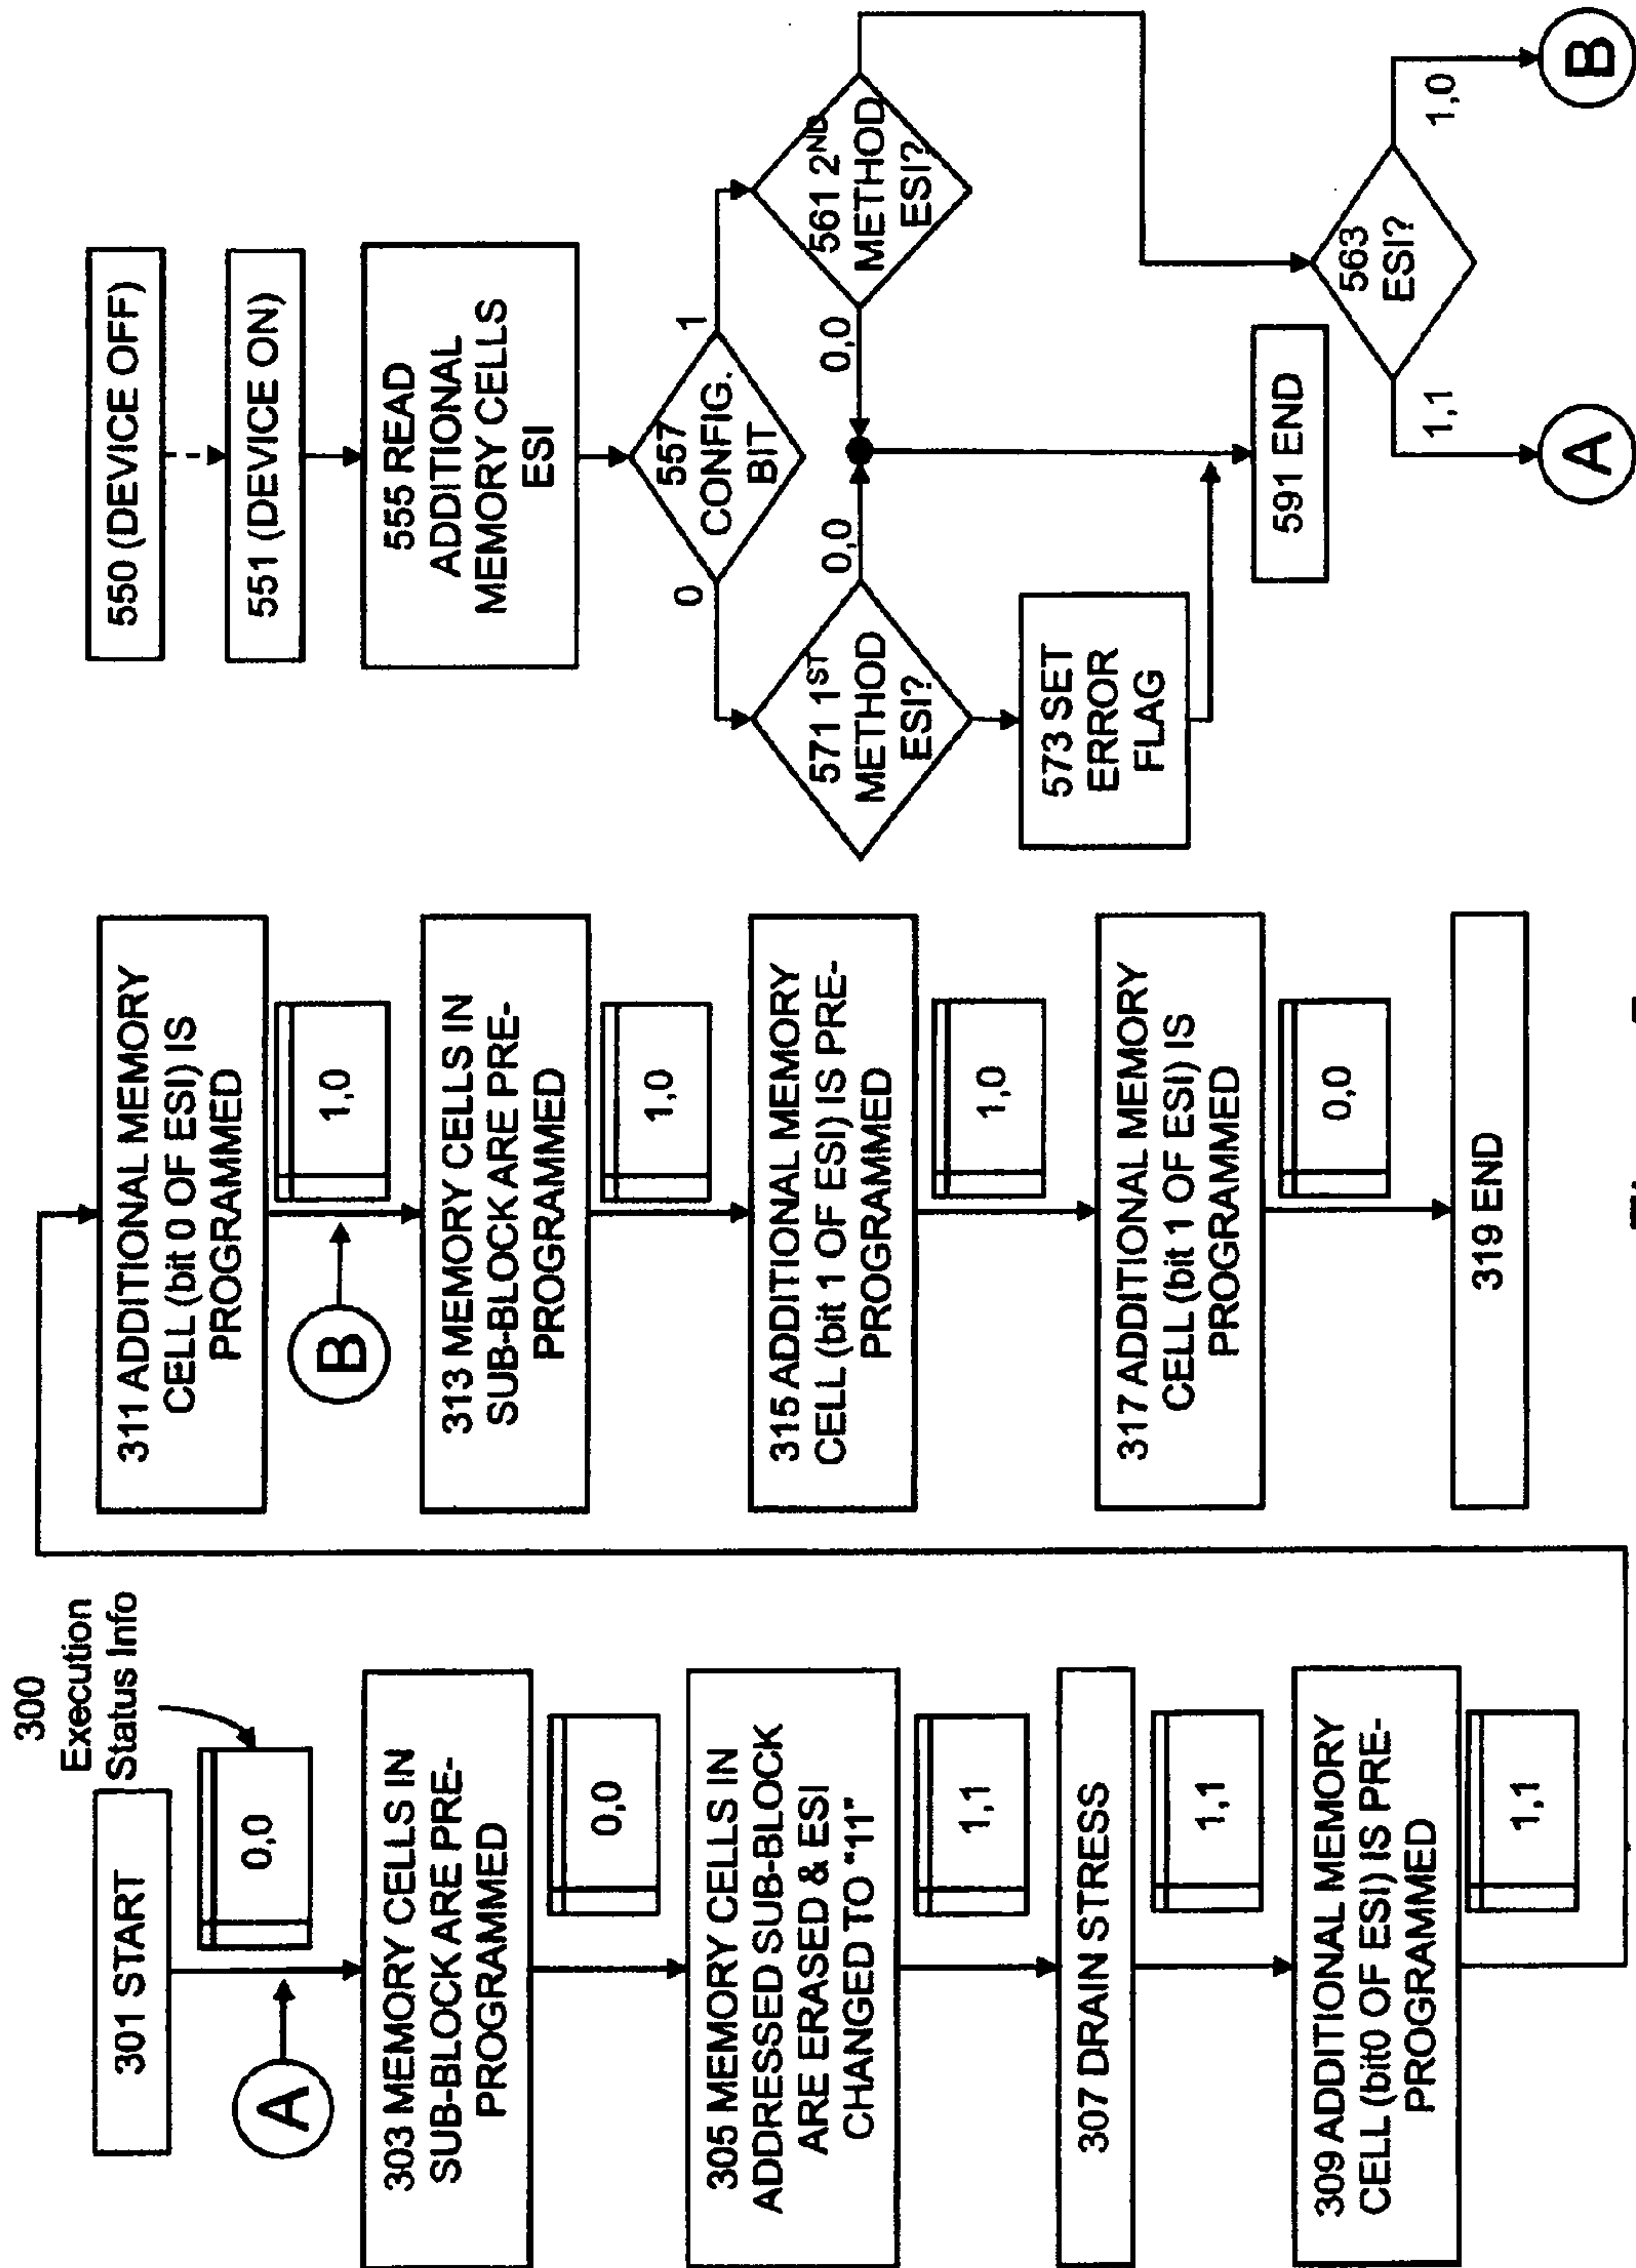 300
Execution
Status Info
301 START
0,0
A
303 MEMORY CELLS IN
SUB-BLOCK ARE PRE-
PROGRAMMED
0,0
305 MEMORY CELLS IN
ADDRESSED SUB-BLOCK
ARE ERASED & ESI
CHANGED TO “11”
1,1
307 DRAIN STRESS
1,1
309 ADDITIONAL MEMORY
CELL (bit0 OF ESI) IS PRE-
PROGRAMMED
1,1
311 ADDITIONAL MEMORY
CELL (bit 0 OF ESI) IS
PROGRAMMED
1,0
B
313 MEMORY CELLS IN
SUB-BLOCK ARE PRE-
PROGRAMMED
1,0
315 ADDITIONAL MEMORY
CELL (bit 1 OF ESI) IS PRE-
PROGRAMMED
1,0
317 ADDITIONAL MEMORY
CELL (bit 1 OF ESI) IS
PROGRAMMED
0,0
319 END
550 (DEVICE OFF)
551 (DEVICE ON)
555 READ
ADDITIONAL
MEMORY CELLS
ESI
557
CONFIG.
BIT
0
1
571 1ST
METHOD
ESI?
0,0
561 2ND
METHOD
ESI?
0,0
573 SET
ERROR
FLAG
591 END
563
ESI?
1,1
1,0
A
B